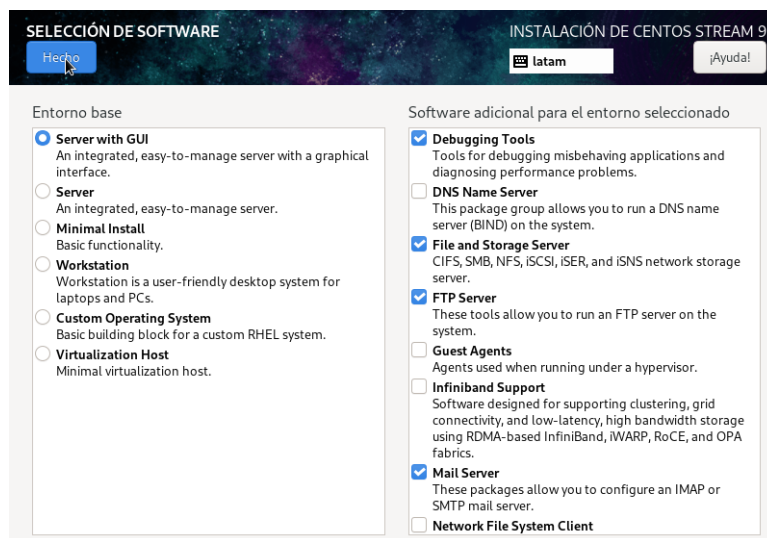 SELECCIÓN DE SOFTWARE
INSTALACIÓN DE CENTOS STREAM 9
Hecho
latam
¡Ayuda!
Entorno base
Server with GUI
An integrated, easy-to-manage server with a graphical
interface.
Server
An integrated, easy-to-manage server.
Minimal Install
Basic functionality.
Workstation
Workstation is a user-friendly desktop system for
laptops and PCs.
Custom Operating System
Basic building block for a custom RHEL system.
Virtualization Host
Minimal virtualization host.
Software adicional para el entorno seleccionado
Debugging Tools
Tools for debugging misbehaving applications and
diagnosing performance problems.
DNS Name Server
This package group allows you to run a DNS name
server (BIND) on the system.
File and Storage Server
CIFS, SMB, NFS, iSCSI, iSER, and iSNS network storage
server.
FTP Server
These tools allow you to run an FTP server on the
system.
Guest Agents
Agents used when running under a hypervisor.
Infiniband Support
Software designed for supporting clustering, grid
connectivity, and low-latency, high bandwidth storage
using RDMA-based InfiniBand, iWARP, RoCE, and OPA
fabrics.
Mail Server
These packages allow you to configure an IMAP or
SMTP mail server.
Network File System Client